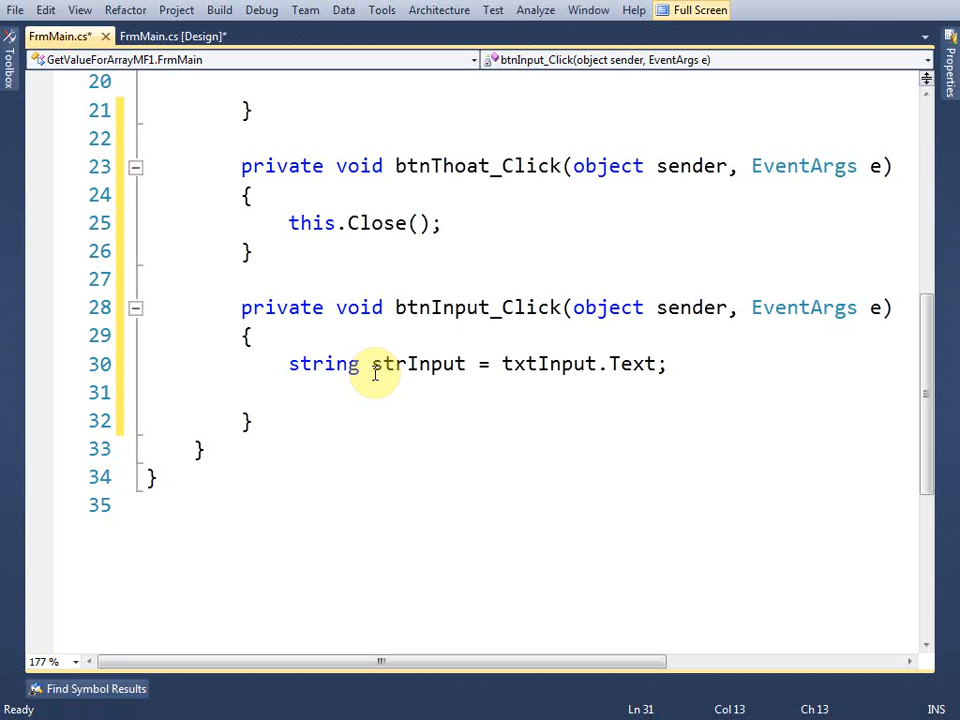 File Edit View Refactor Project Build Debug Team Data Tools Architecture Test Analyze Window Help Full Screen
FrmMain.cs* FrmMain.cs [Design]*
GetValueForArrayMF1.FrmMain btnInput_Click(object sender, EventArgs e)
Toolbox
Properties
20
21 }
22
23 private void btnThoat_Click(object sender, EventArgs e)
24 {
25 this.Close();
26 }
27
28 private void btnInput_Click(object sender, EventArgs e)
29 {
30 string strInput = txtInput.Text;
31
32 }
33 }
34 }
35
177 %
Find Symbol Results
Ready Ln 31 Col 13 Ch 13 INS